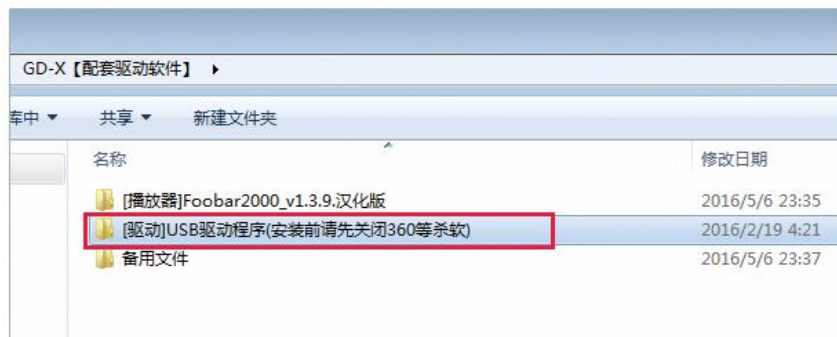 GD-X【配套驱动软件】
库中 共享 新建文件夹
名称 修改日期
[播放器]Foobar2000_v1.3.9.汉化版 2016/5/6 23:35
[驱动]USB驱动程序(安装前请先关闭360等杀软) 2016/2/19 4:21
备用文件 2016/5/6 23:37